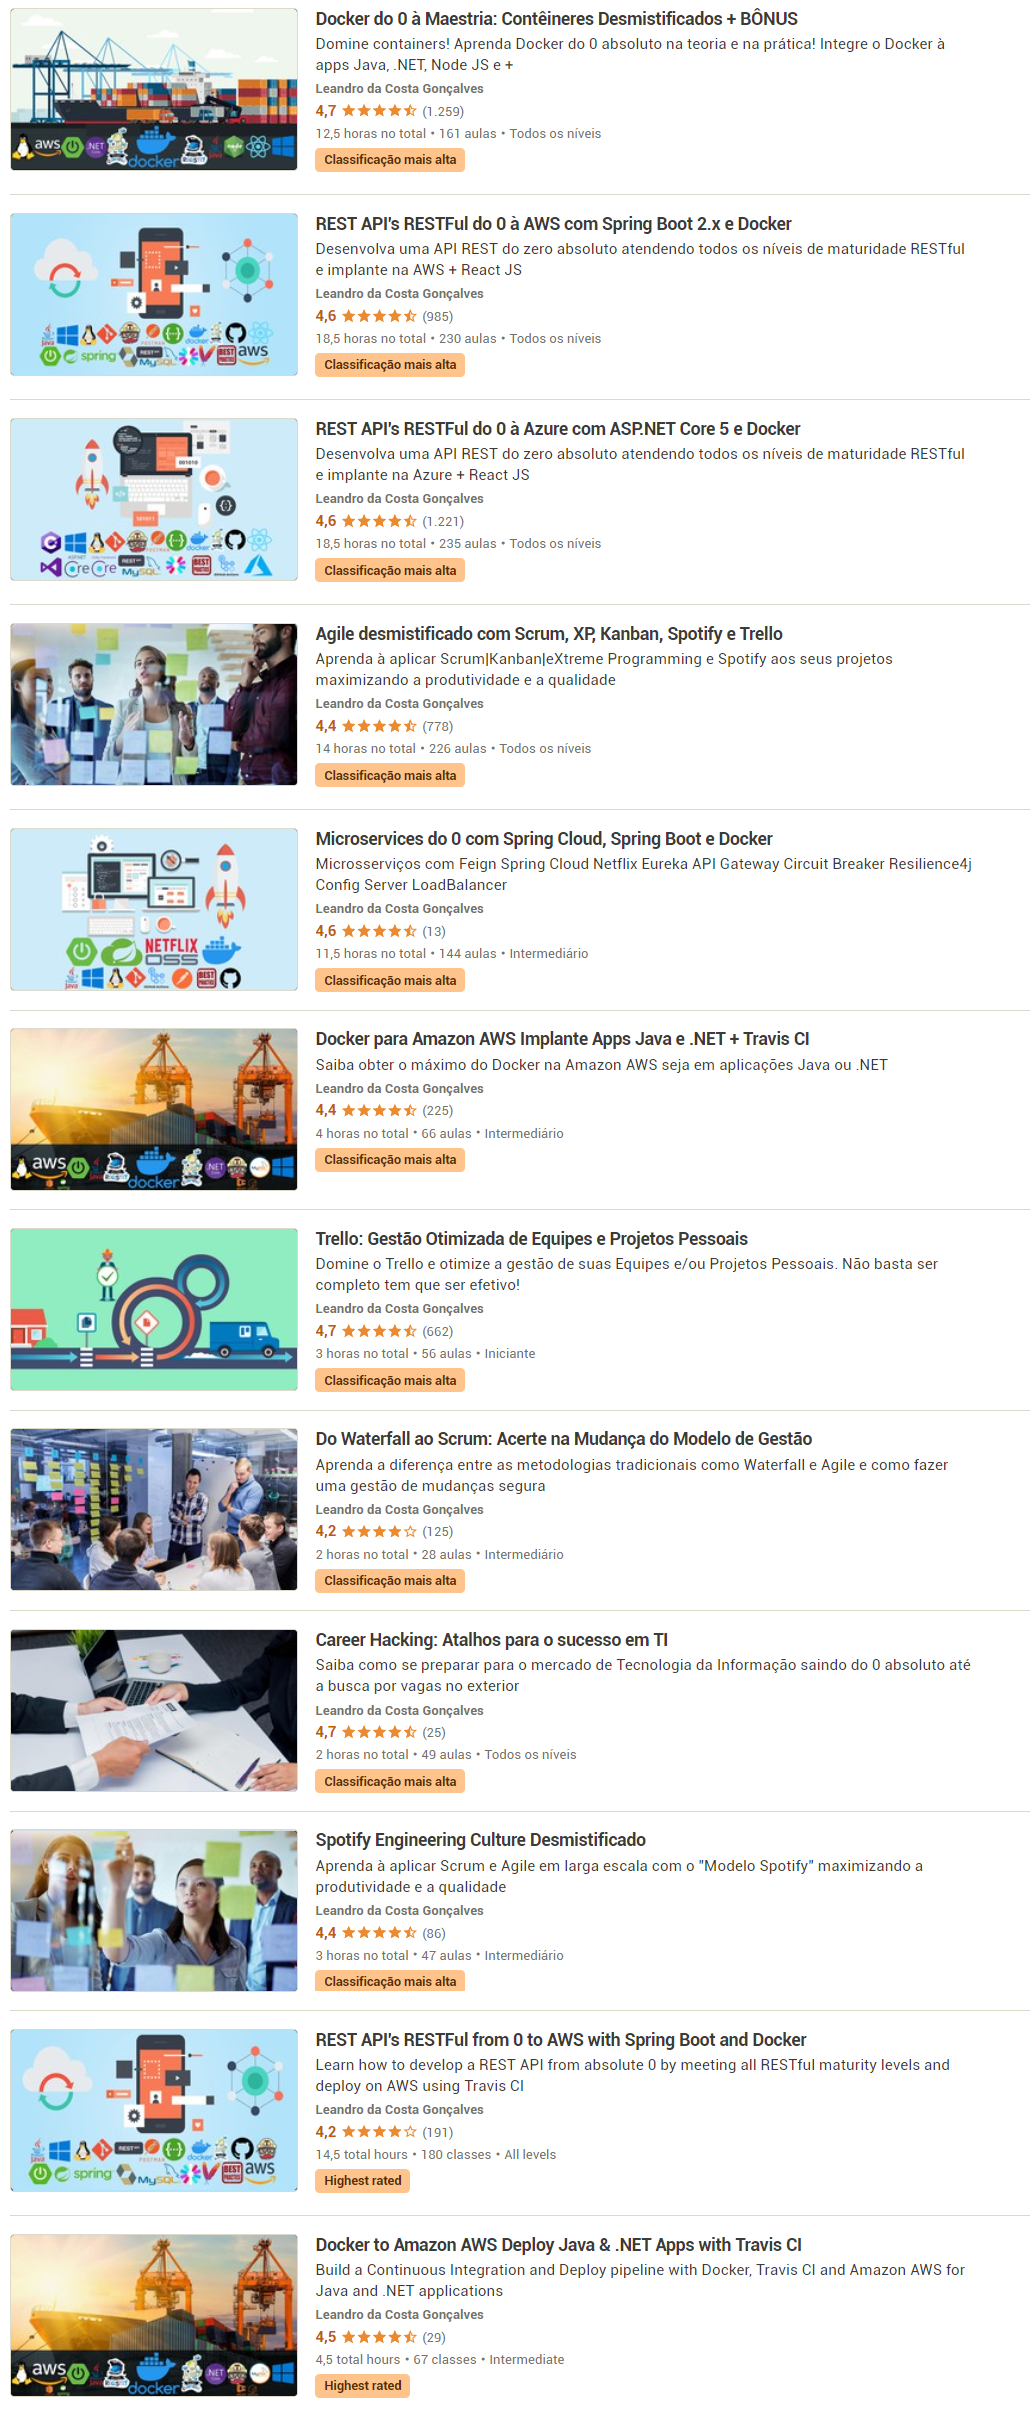 Docker do 0 à Maestria: Contêineres Desmistificados + BÔNUS
Domine containers! Aprenda Docker do 0 absoluto na teoria e na prática! Integre o Docker à
apps Java, .NET, Node JS e +
Leandro da Costa Gonçalves
4,7 (1.259)
12,5 horas no total • 161 aulas • Todos os níveis
Classificação mais alta
aws
.NET
docker
REST API's RESTFul do 0 à AWS com Spring Boot 2.x e Docker
Desenvolva uma API REST do zero absoluto atendendo todos os níveis de maturidade RESTful
e implante na AWS + React JS
Leandro da Costa Gonçalves
4,6 (985)
18,5 horas no total • 230 aulas • Todos os níveis
Classificação mais alta
spring
MySQL
aws
REST API's RESTFul do 0 à Azure com ASP.NET Core 5 e Docker
Desenvolva uma API REST do zero absoluto atendendo todos os níveis de maturidade RESTful
e implante na Azure + React JS
Leandro da Costa Gonçalves
4,6 (1.221)
18,5 horas no total • 235 aulas • Todos os níveis
Classificação mais alta
MySQL
Agile desmistificado com Scrum, XP, Kanban, Spotify e Trello
Aprenda à aplicar Scrum|Kanban|eXtreme Programming e Spotify aos seus projetos
maximizando a produtividade e a qualidade
Leandro da Costa Gonçalves
4,4 (778)
14 horas no total • 226 aulas • Todos os níveis
Classificação mais alta
Microservices do 0 com Spring Cloud, Spring Boot e Docker
Microsserviços com Feign Spring Cloud Netflix Eureka API Gateway Circuit Breaker Resilience4j
Config Server LoadBalancer
Leandro da Costa Gonçalves
4,6 (13)
11,5 horas no total • 144 aulas • Intermediário
Classificação mais alta
NETFLIX
OSS
Docker para Amazon AWS Implante Apps Java e .NET + Travis CI
Saiba obter o máximo do Docker na Amazon AWS seja em aplicações Java ou .NET
Leandro da Costa Gonçalves
4,4 (225)
4 horas no total • 66 aulas • Intermediário
Classificação mais alta
aws
docker
.NET
Trello: Gestão Otimizada de Equipes e Projetos Pessoais
Domine o Trello e otimize a gestão de suas Equipes e/ou Projetos Pessoais. Não basta ser
completo tem que ser efetivo!
Leandro da Costa Gonçalves
4,7 (662)
3 horas no total • 56 aulas • Iniciante
Classificação mais alta
Do Waterfall ao Scrum: Acerte na Mudança do Modelo de Gestão
Aprenda a diferença entre as metodologias tradicionais como Waterfall e Agile e como fazer
uma gestão de mudanças segura
Leandro da Costa Gonçalves
4,2 (125)
2 horas no total • 28 aulas • Intermediário
Classificação mais alta
Career Hacking: Atalhos para o sucesso em TI
Saiba como se preparar para o mercado de Tecnologia da Informação saindo do 0 absoluto até
a busca por vagas no exterior
Leandro da Costa Gonçalves
4,7 (25)
2 horas no total • 49 aulas • Todos os níveis
Classificação mais alta
Spotify Engineering Culture Desmistificado
Aprenda à aplicar Scrum e Agile em larga escala com o "Modelo Spotify" maximizando a
produtividade e a qualidade
Leandro da Costa Gonçalves
4,4 (86)
3 horas no total • 47 aulas • Intermediário
Classificação mais alta
REST API's RESTFul from 0 to AWS with Spring Boot and Docker
Learn how to develop a REST API from absolute 0 by meeting all RESTful maturity levels and
deploy on AWS using Travis CI
Leandro da Costa Gonçalves
4,2 (191)
14,5 total hours • 180 classes • All levels
Highest rated
spring
MySQL
aws
Docker to Amazon AWS Deploy Java & .NET Apps with Travis CI
Build a Continuous Integration and Deploy pipeline with Docker, Travis CI and Amazon AWS for
Java and .NET applications
Leandro da Costa Gonçalves
4,5 (29)
4,5 total hours • 67 classes • Intermediate
Highest rated
aws
docker
.NET